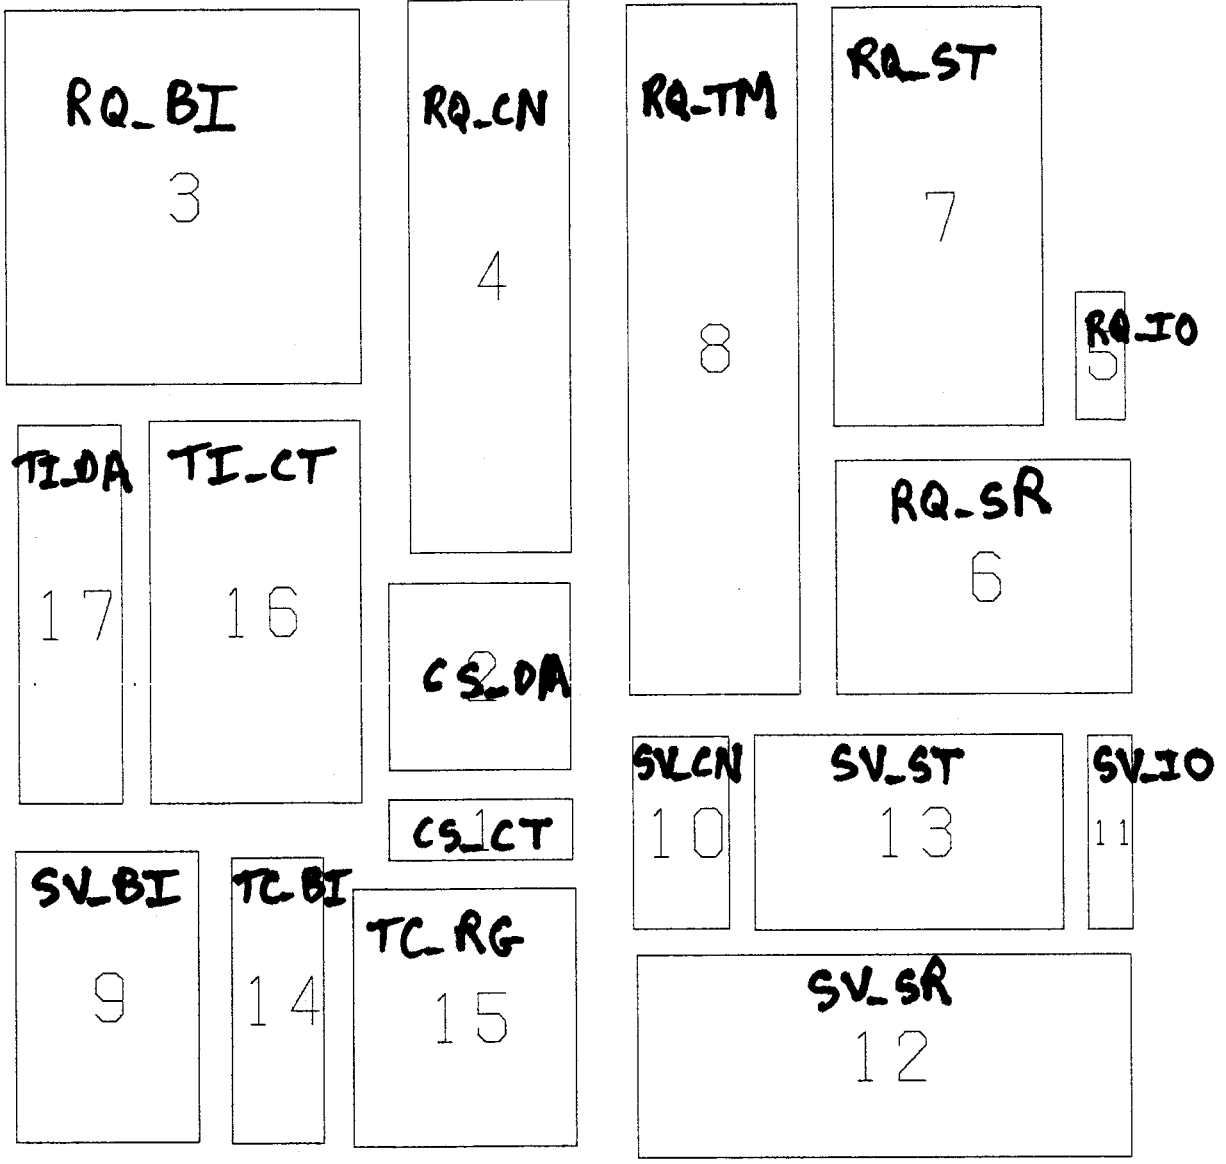 RQ_BI
3
RQ_CN
4
RQ_TM
8
RQ_ST
7
RQ_IO
5
TI_DA
17
TI_CT
16
CS_DA
2
RQ_SR
6
CS_CT
1
SV_CN
10
SV_ST
13
SV_IO
11
SV_BI
9
TC_BI
14
TC_RG
15
SV_SR
12